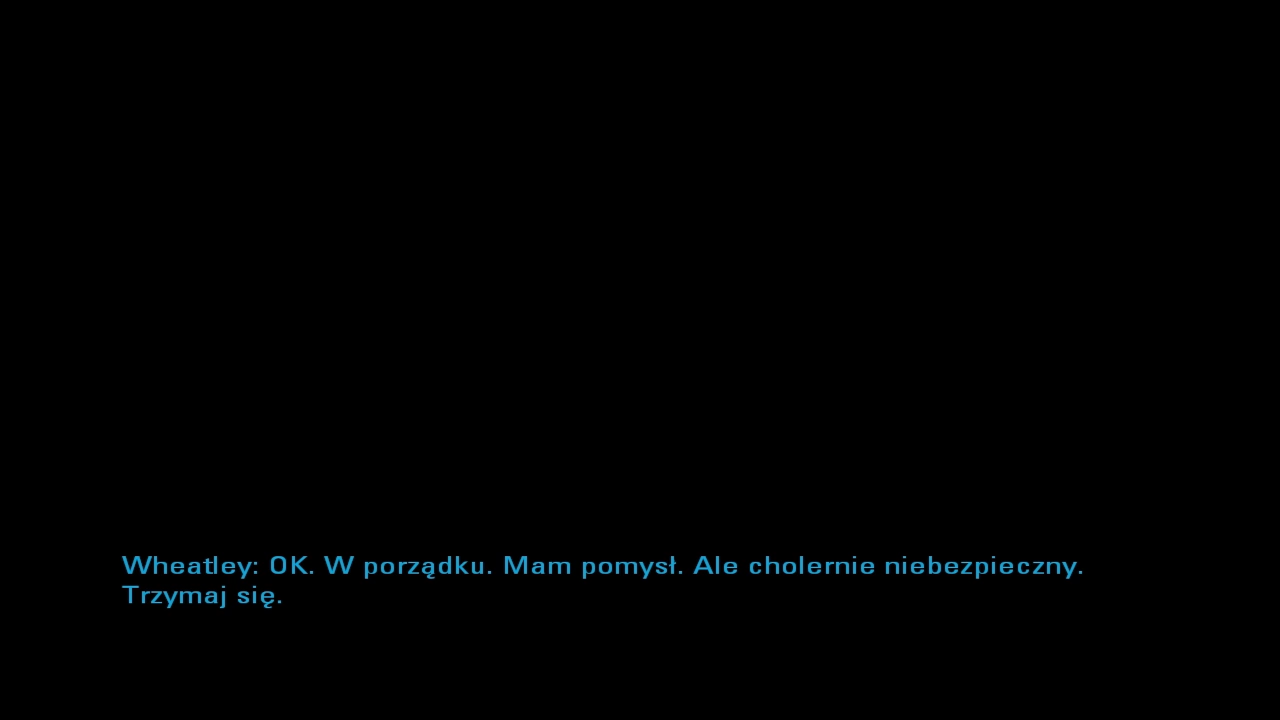 Wheatley: OK. W porządku. Mam pomysł. Ale cholernie niebezpieczny.
Trzymaj się.